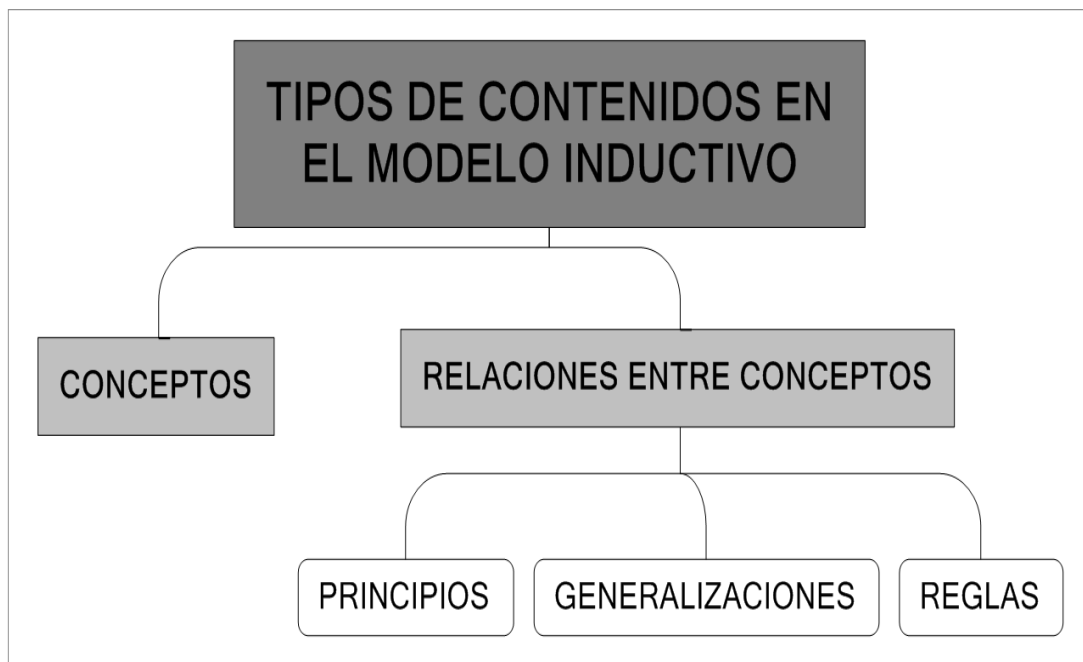 TIPOS DE CONTENIDOS EN
EL MODELO INDUCTIVO
CONCEPTOS
RELACIONES ENTRE CONCEPTOS
PRINCIPIOS
GENERALIZACIONES
REGLAS